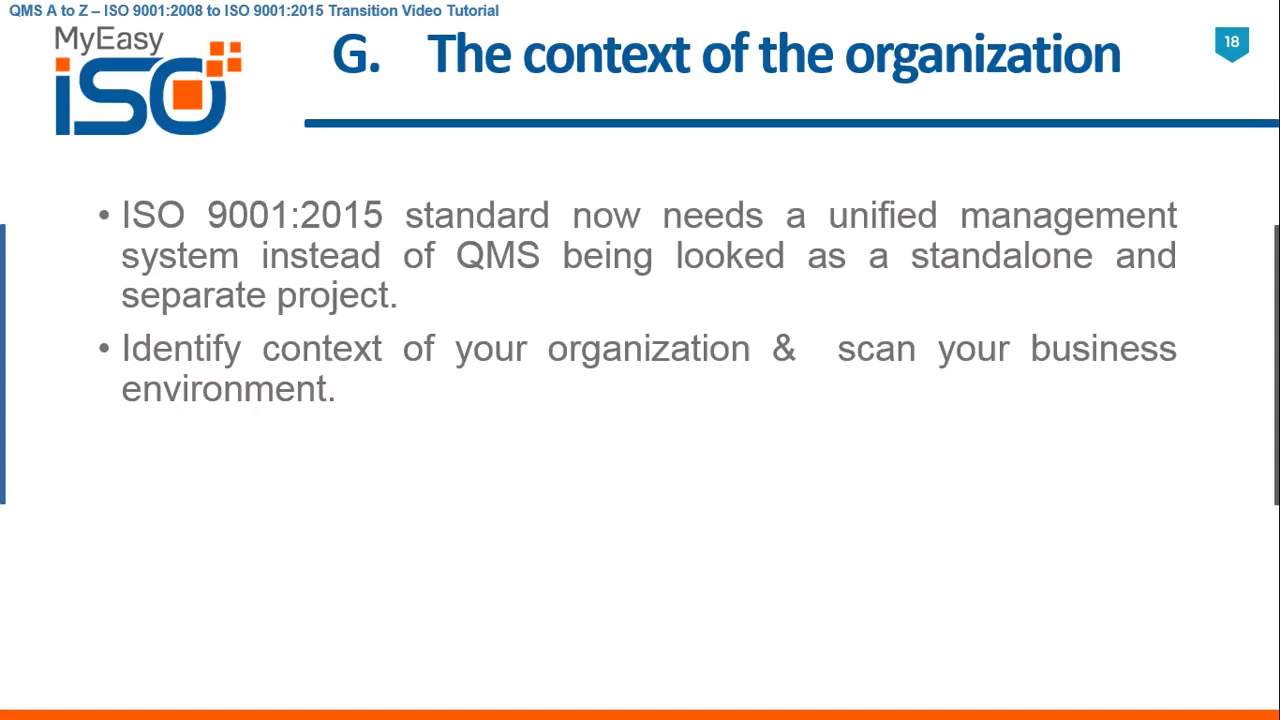 QMS A to Z – ISO 9001:2008 to ISO 9001:2015 Transition Video Tutorial
MyEasy
iSO
G. The context of the organization
18
• ISO 9001:2015 standard now needs a unified management
system instead of QMS being looked as a standalone and
separate project.
• Identify context of your organization & scan your business
environment.